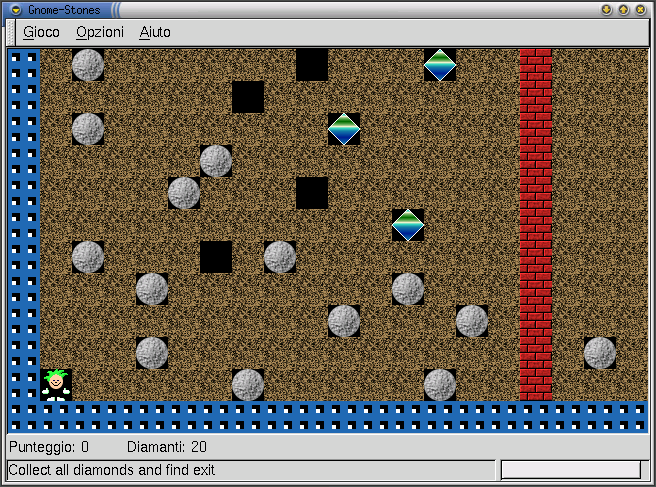 Gnome-Stones
Gioco Opzioni Aiuto
Punteggio: 0 Diamanti: 20
Collect all diamonds and find exit